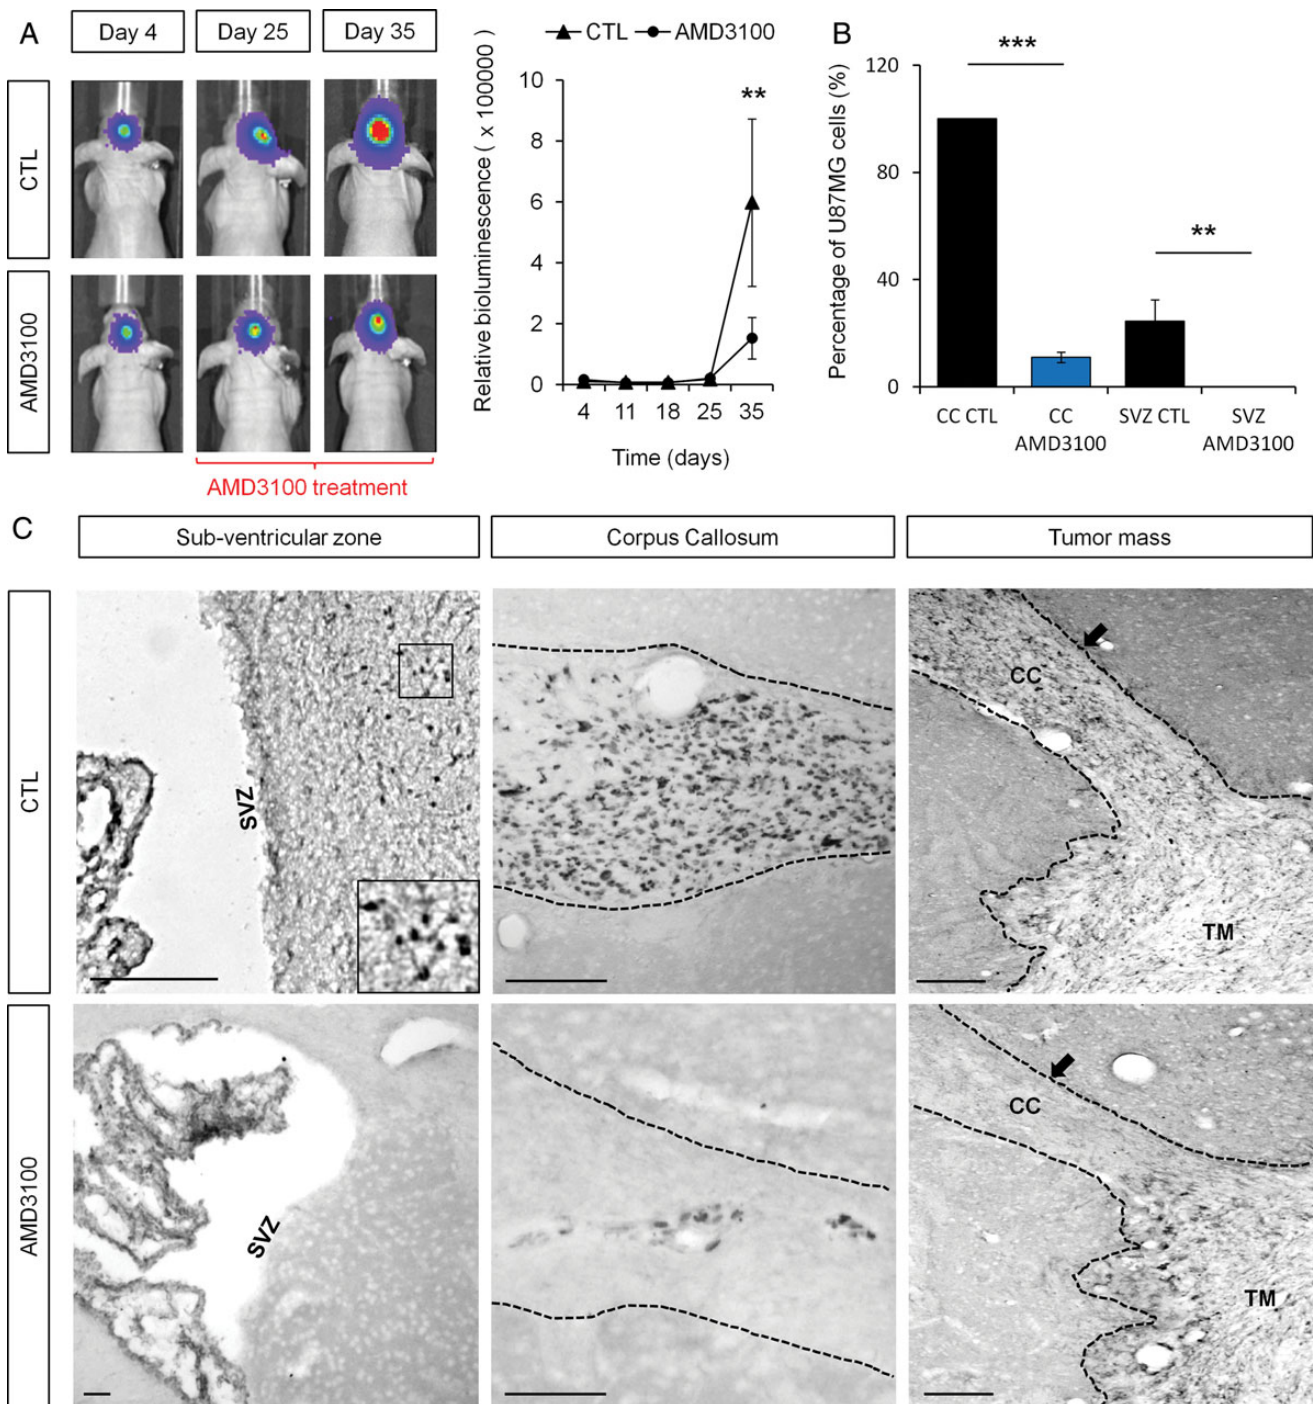 A
Day 4
Day 25
Day 35
CTL
AMD3100
AMD3100 treatment
CTL
AMD3100
Relative bioluminescence ( x 100000)
10
8
6
4
2
0
**
4
11
18
25
35
Time (days)
B
Percentage of U87MG cells (%)
120
80
40
0
***
**
CC CTL
CC
AMD3100
SVZ CTL
SVZ
AMD3100
C
Sub-ventricular zone
Corpus Callosum
Tumor mass
CTL
SVZ
CC
TM
AMD3100
SVZ
CC
TM